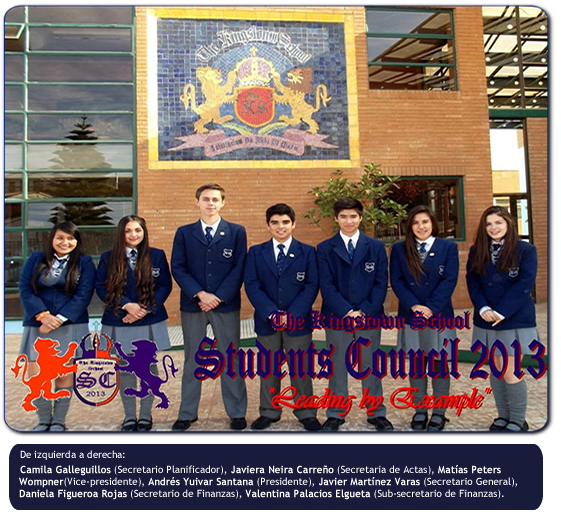 The Kingstown School
KS
The Kingstown School
Students Council 2013
"Leading by Example"
The Kingstown
School
SC
2013
De izquierda a derecha:
Camila Galleguillos (Secretario Planificador), Javiera Neira Carreño (Secretaria de Actas), Matías Peters
Wompner(Vice-presidente), Andrés Yuivar Santana (Presidente), Javier Martínez Varas (Secretario General),
Daniela Figueroa Rojas (Secretario de Finanzas), Valentina Palacios Elgueta (Sub-secretario de Finanzas).